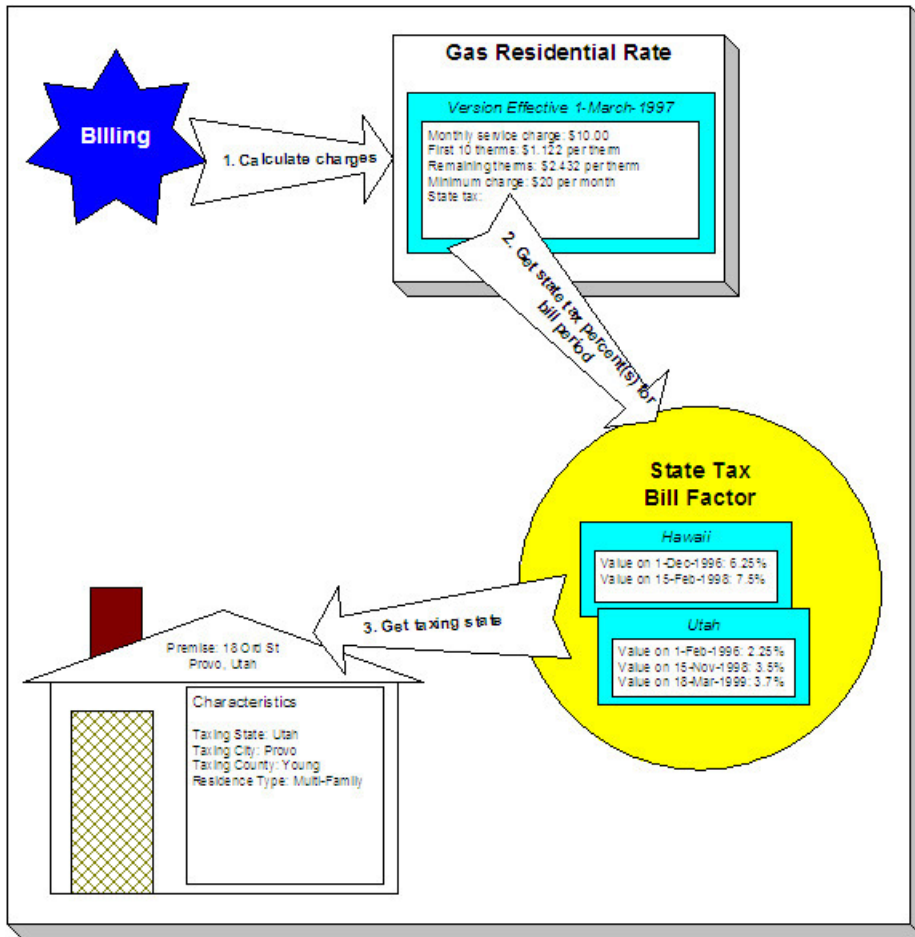 Gas Residential Rate
Version Effective 1-March-1997
Monthly service charge: $10.00
First 10 therms: $1.122 per therm
Remaining therms: $2.432 per therm
Minimum charge: $20 per month
State tax:
Billing
1. Calculate charges
2. Get state tax percent(s) for
bill period
State Tax
Bill Factor
Hawaii
Value on 1-Dec-1996: 6.25%
Value on 15-Feb-1998: 7.5%
Utah
Value on 1-Feb-1996: 2.25%
Value on 15-Nov-1998: 3.5%
Value on 18-Mar-1999: 3.7%
3. Get taxing state
Premise: 18 Ord St
Provo, Utah
Characteristics
Taxing State: Utah
Taxing City: Provo
Taxing County: Young
Residence Type: Multi-Family